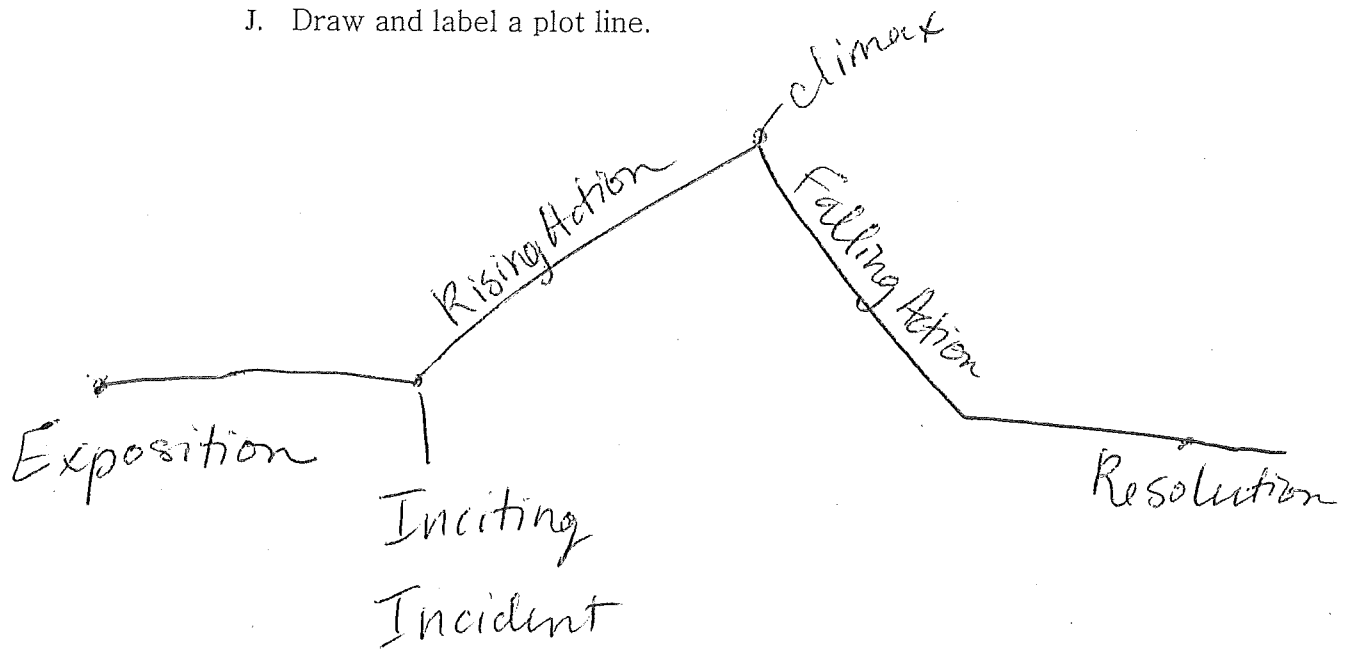 J. Draw and label a plot line.
climax
Rising Action
Falling Action
Exposition
Resolution
Inciting
Incident